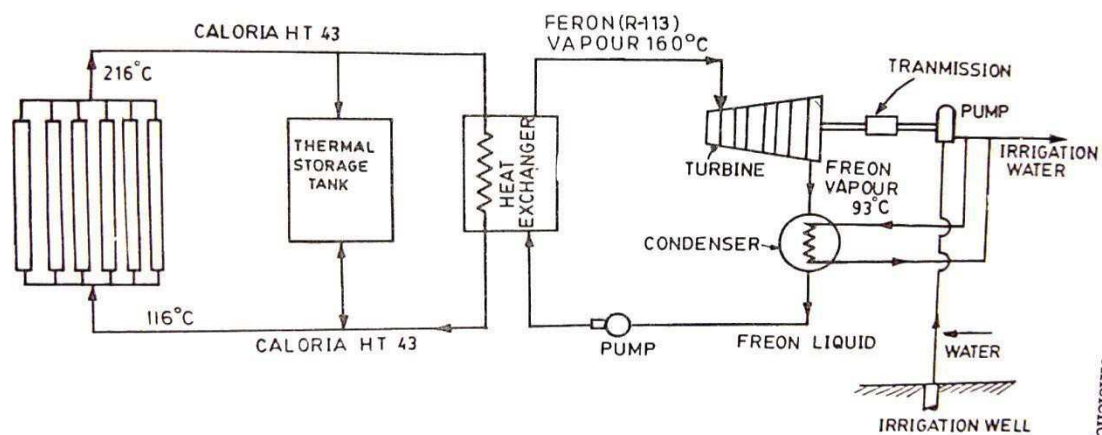 CALORIA HT 43
216°C
THERMAL
STORAGE
TANK
116°C
CALORIA HT 43
HEAT
EXCHANGER
FERON (R-113)
VAPOUR 160°C
TURBINE
TRANMISSION
PUMP
IRRIGATION
WATER
FREON
VAPOUR
93°C
CONDENSER
PUMP
FREON LIQUID
WATER
IRRIGATION WELL